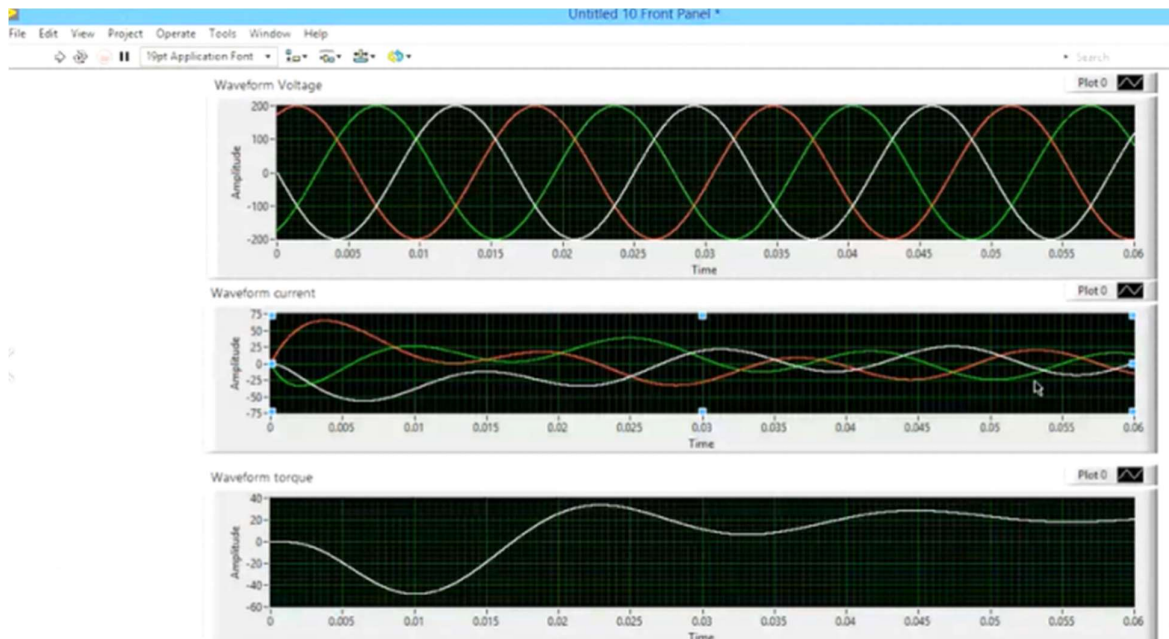 Untitled 10 Front Panel *
File Edit View Project Operate Tools Window Help
19pt Application Font
Search
Waveform Voltage
Plot 0
200
100
0
-100
-200
Amplitude
0 0.005 0.01 0.015 0.02 0.025 0.03 0.035 0.04 0.045 0.05 0.055 0.06
Time
Waveform current
Plot 0
75
50
25
0
-25
-50
-75
Amplitude
0 0.005 0.01 0.015 0.02 0.025 0.03 0.035 0.04 0.045 0.05 0.055 0.06
Time
Waveform torque
Plot 0
40
20
0
-20
-40
-60
Amplitude
0 0.005 0.01 0.015 0.02 0.025 0.03 0.035 0.04 0.045 0.05 0.055 0.06
Time